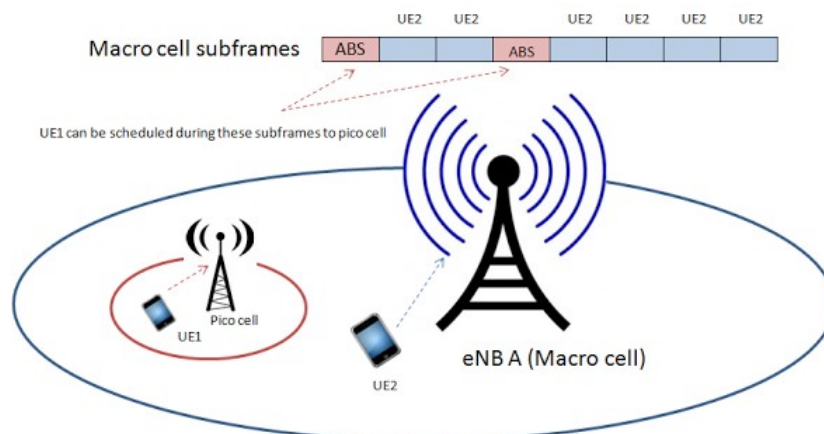 UE2 UE2 UE2 UE2 UE2 UE2
Macro cell subframes ABS ABS
UE1 can be scheduled during these subframes to pico cell
Pico cell
UE1
eNB A (Macro cell)
UE2